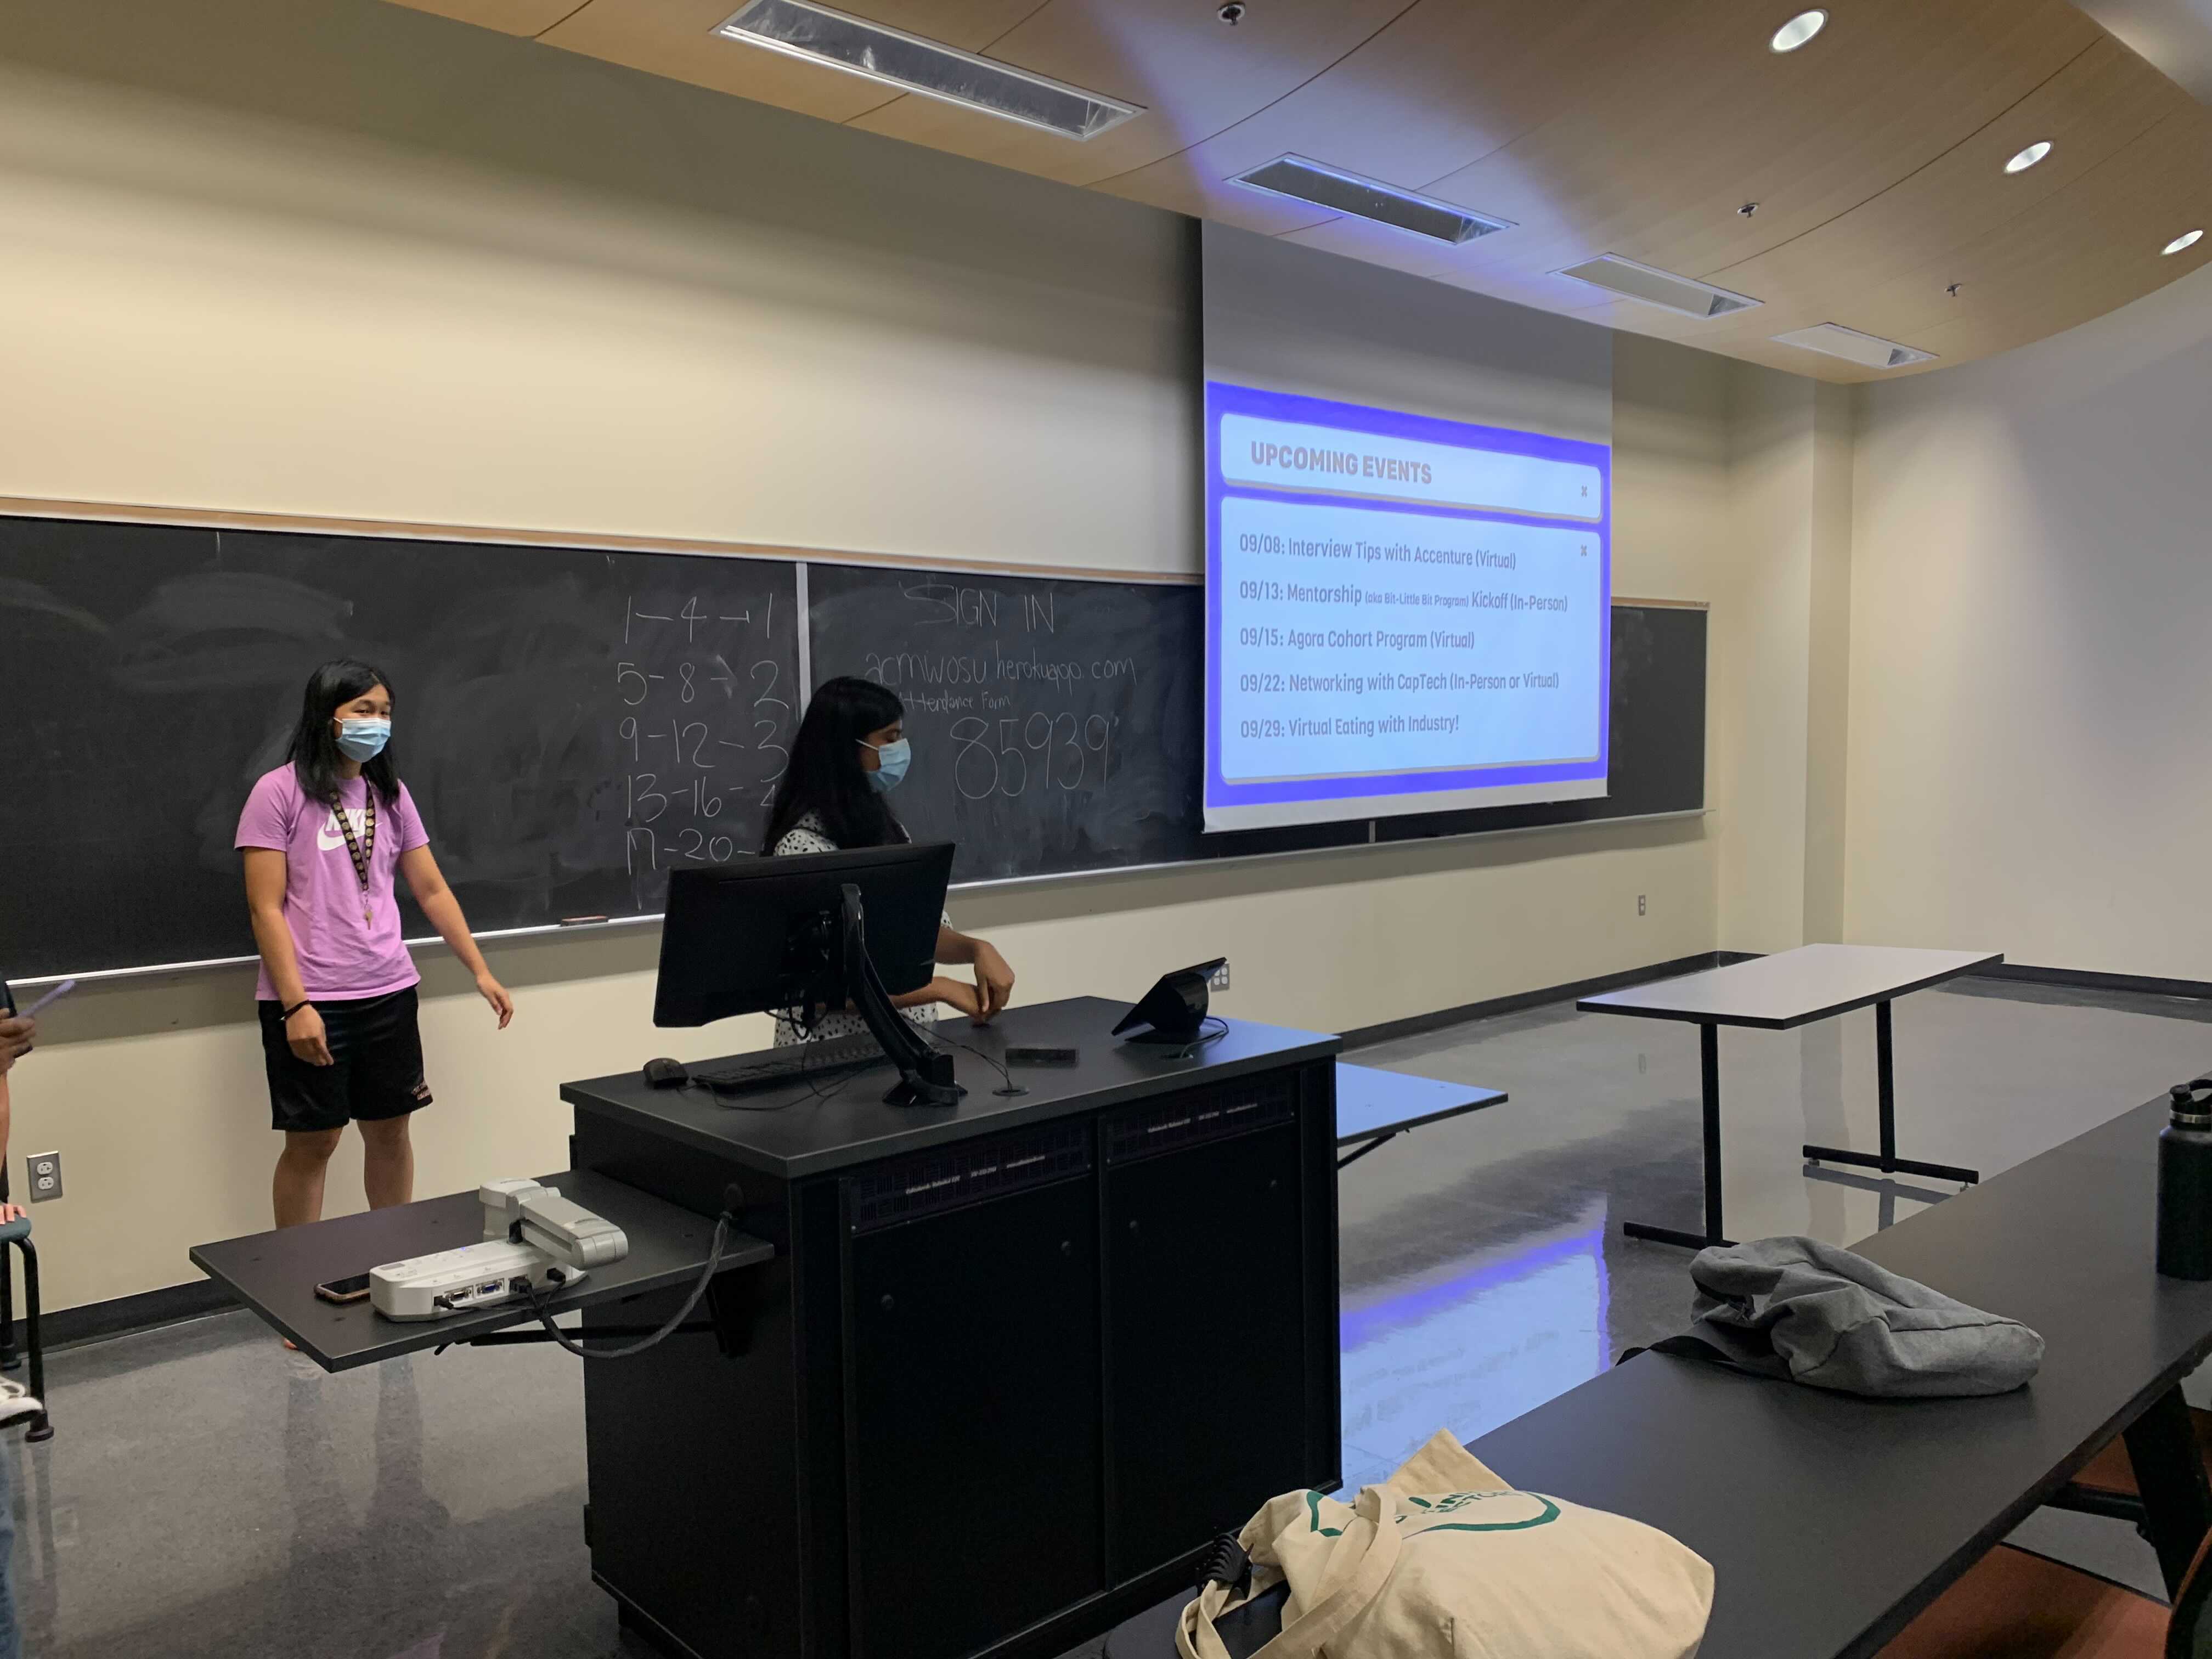 1-4→1
5-8→2
9-12-3
13-16-4
17-20-
SIGN IN
acmwosu.herokuapp.com
Attendance Form
85939
UPCOMING EVENTS
09/08: Interview Tips with Accenture (Virtual)
09/13: Mentorship (aka Bit-Little Bit Program) Kickoff (In-Person)
09/15: Agora Cohort Program (Virtual)
09/22: Networking with CapTech (In-Person or Virtual)
09/29: Virtual Eating with Industry!
NIKE